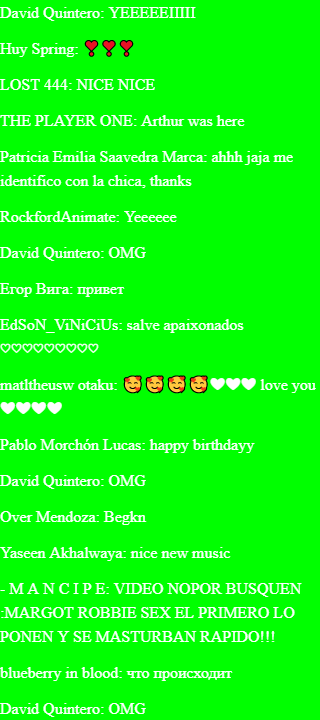 David Quintero: YEEEEEIIIII
Huy Spring: ❣❣❣
LOST 444: NICE NICE
THE PLAYER ONE: Arthur was here
Patricia Emilia Saavedra Marca: ahhh jaja me
identifico con la chica, thanks
RockfordAnimate: Yeeeeee
David Quintero: OMG
Егор Вига: привет
EdSoN_ViNiCiUs: salve apaixonados
♡♡♡♡♡♡♡♡♡
matltheusw otaku: 🥰🥰🥰🥰🤍🤍🤍 love you
🤍🤍🤍🤍
Pablo Morchón Lucas: happy birthdayy
David Quintero: OMG
Over Mendoza: Begkn
Yaseen Akhalwaya: nice new music
- M A N C I P E: VIDEO NOPOR BUSQUEN
:MARGOT ROBBIE SEX EL PRIMERO LO
PONEN Y SE MASTURBAN RAPIDO!!!
blueberry in blood: что происходит
David Quintero: OMG